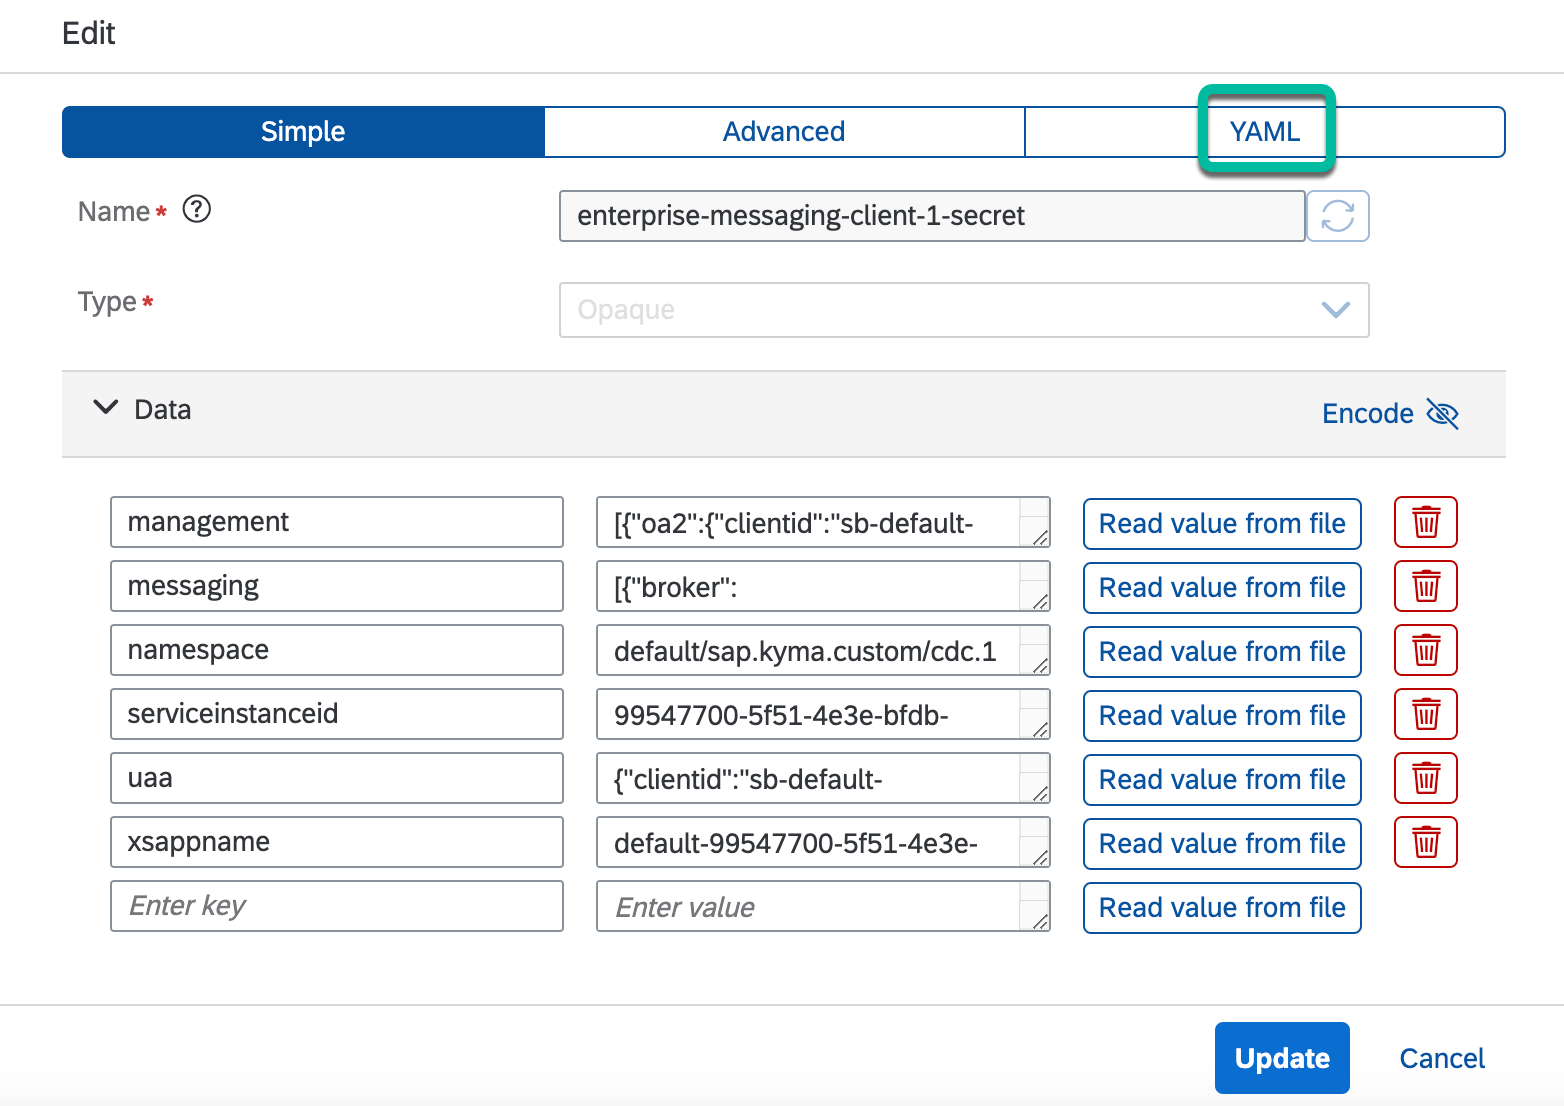 Edit
Simple Advanced YAML
Name * ? enterprise-messaging-client-1-secret
Type * Opaque
Data Encode
management [{"oa2":{"clientid":"sb-default- Read value from file
messaging [{"broker": Read value from file
namespace default/sap.kyma.custom/cdc.1 Read value from file
serviceinstanceid 99547700-5f51-4e3e-bfdb- Read value from file
uaa {"clientid":"sb-default- Read value from file
xsappname default-99547700-5f51-4e3e- Read value from file
Enter key Enter value Read value from file
Update Cancel